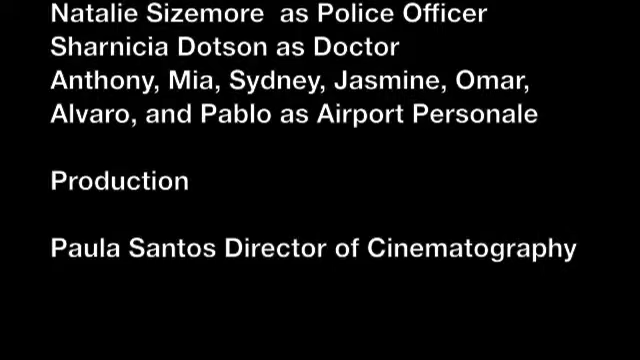 Natalie Sizemore  as Police Officer
Sharnicia Dotson as Doctor
Anthony, Mia, Sydney, Jasmine, Omar,
Alvaro, and Pablo as Airport Personale
Production
Paula Santos Director of Cinematography